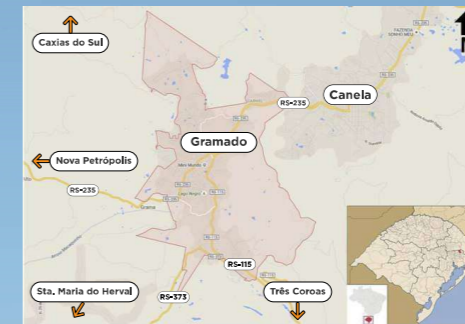 Caxias do Sul
Canela
RS-235
Gramado
Nova Petrópolis
RS-235
RS-115
Sta. Maria do Herval
RS-373
Três Coroas